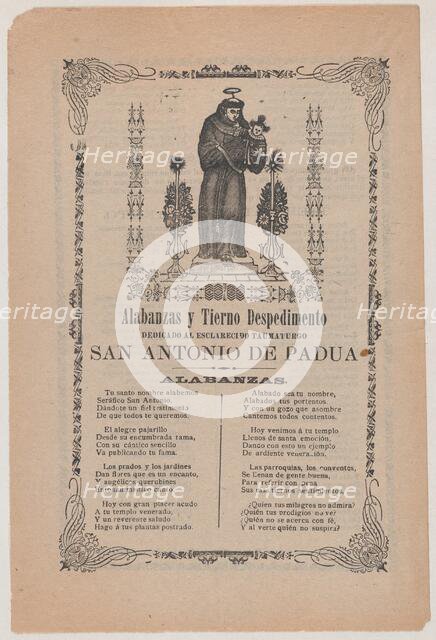 Alabanzas y Tierno Despedimento
DEDICADO AL ESCLARECIDO TAUMATURGO
SAN ANTONIO DE PADUA
ALABANZAS.
Tu santo nombre alabemos
Seráfico San Antonio,
Dándote un fiel
De que todos te queremos.
El alegre pajarillo
Desde su encumbrada rama,
Con su cántico sencillo
Va publicando tu fama.
Los prados y los jardines
Dan flores que es un encanto,
Y angélicos querubines
Hoy con gran placer acudo
A tu templo venerado,
Y un reverente saludo
Hago á tus plantas postrado.
Alabado sea tu nombre,
Alabados tus portentos
Y con un gozo que asombre
Cantemos todos contentos.
Hoy venimos á tu templo
Llenos de santa emoción,
Dando con esto un ejemplo
De ardiente veneración.
Las parroquias, los conventos,
Se llenan de gente buena,
Para referir con pena
Sus
¿Quién tus milagros no admira?
¿Quién tus prodigios no ve?
¿Quién no se acerca con fé,
Y al verte quién no suspira?
Heritage Images
Heritage Images
Heritage
Heritage
Heritage
Heritage
Heritage